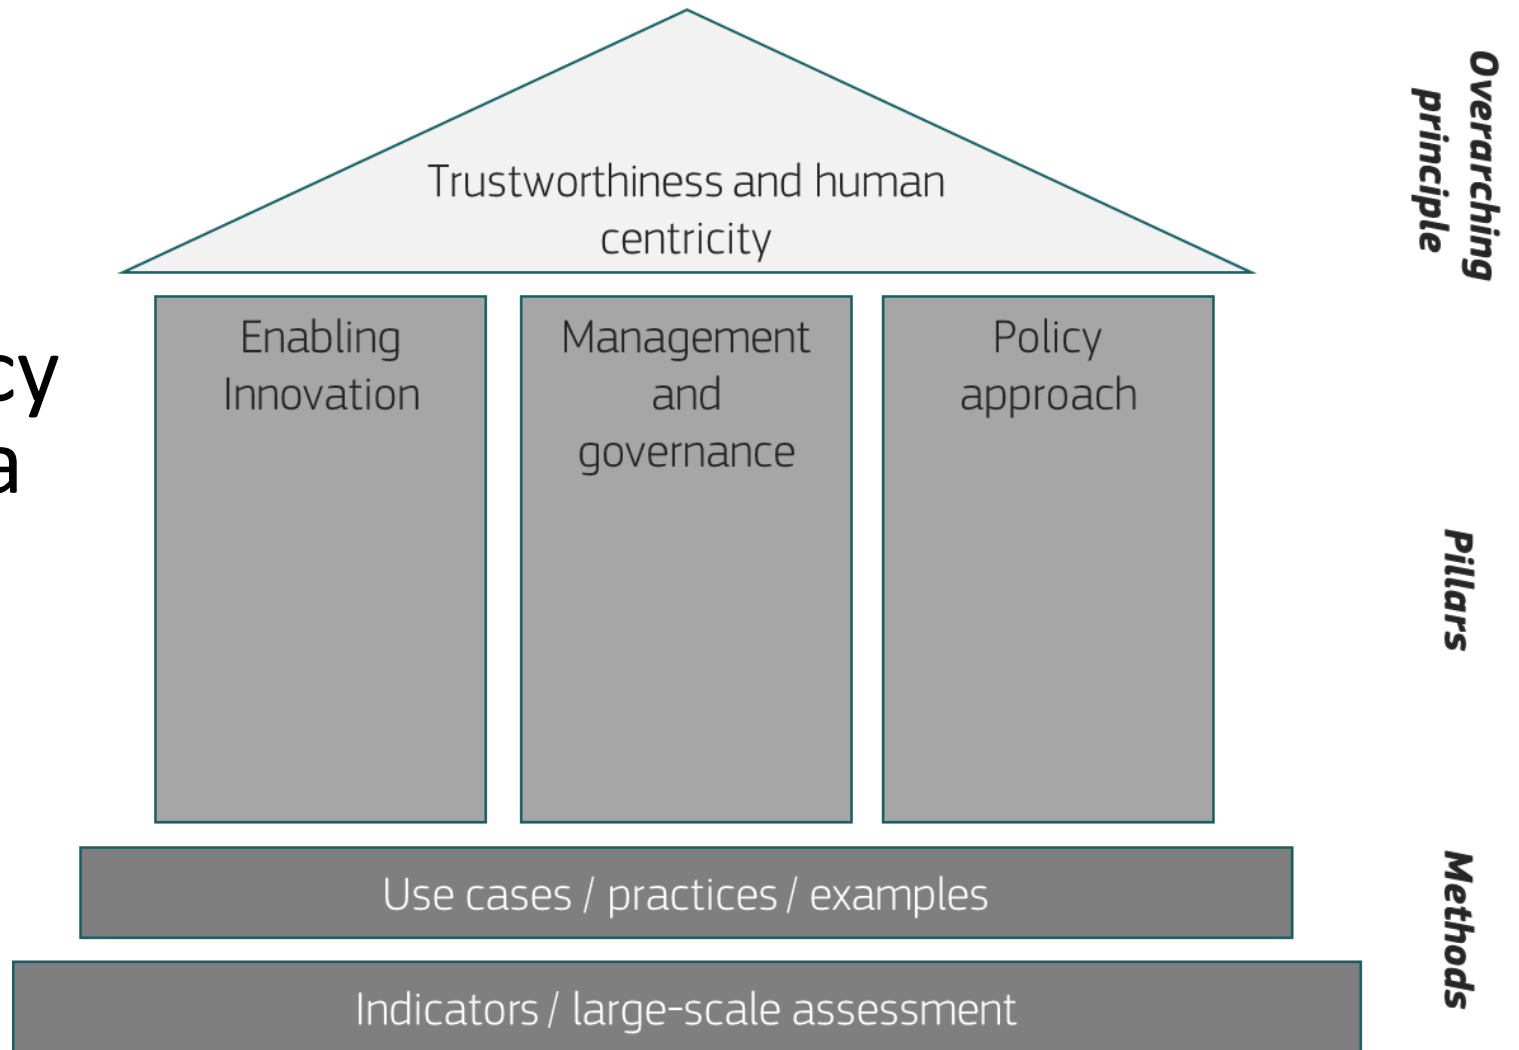 Trustworthiness and human
centricity
Overarching
principle
Enabling
Innovation
Management
and
governance
Policy
approach
Pillars
Use cases / practices / examples
Indicators / large-scale assessment
Methods